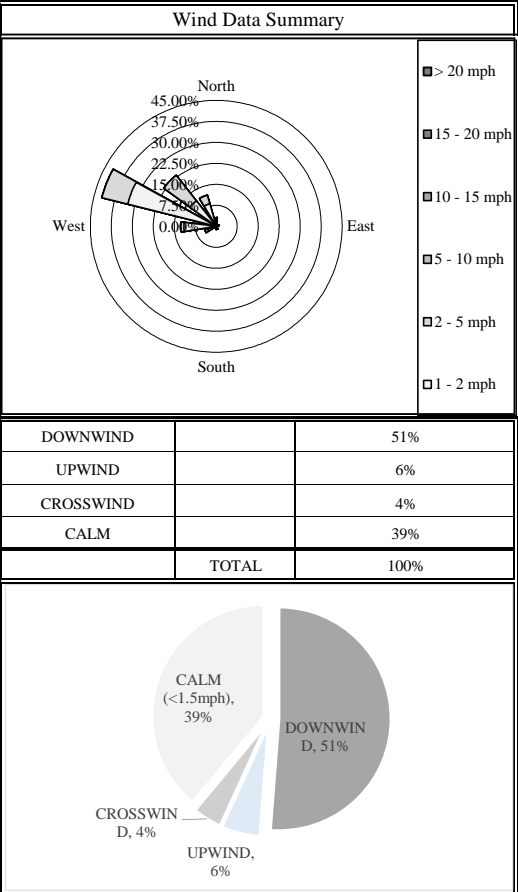 Wind Data Summary
North
45.00%
37.50%
30.00%
22.50%
15.00%
7.50%
0.00%
West
East
South
> 20 mph
15 - 20 mph
10 - 15 mph
5 - 10 mph
2 - 5 mph
1 - 2 mph
DOWNWIND 51%
UPWIND 6%
CROSSWIND 4%
CALM 39%
TOTAL 100%
CALM
(<1.5mph),
39%
DOWNWIN
D, 51%
CROSSWIN
D, 4%
UPWIND,
6%